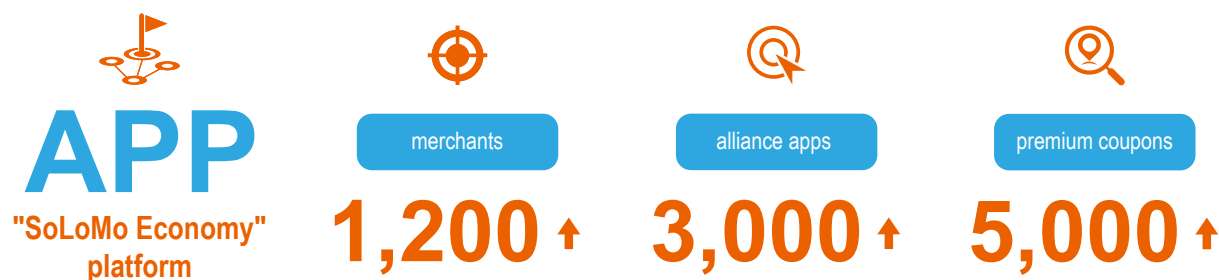 APP
"SoLoMo Economy"
platform
merchants
1,200
alliance apps
3,000
premium coupons
5,000